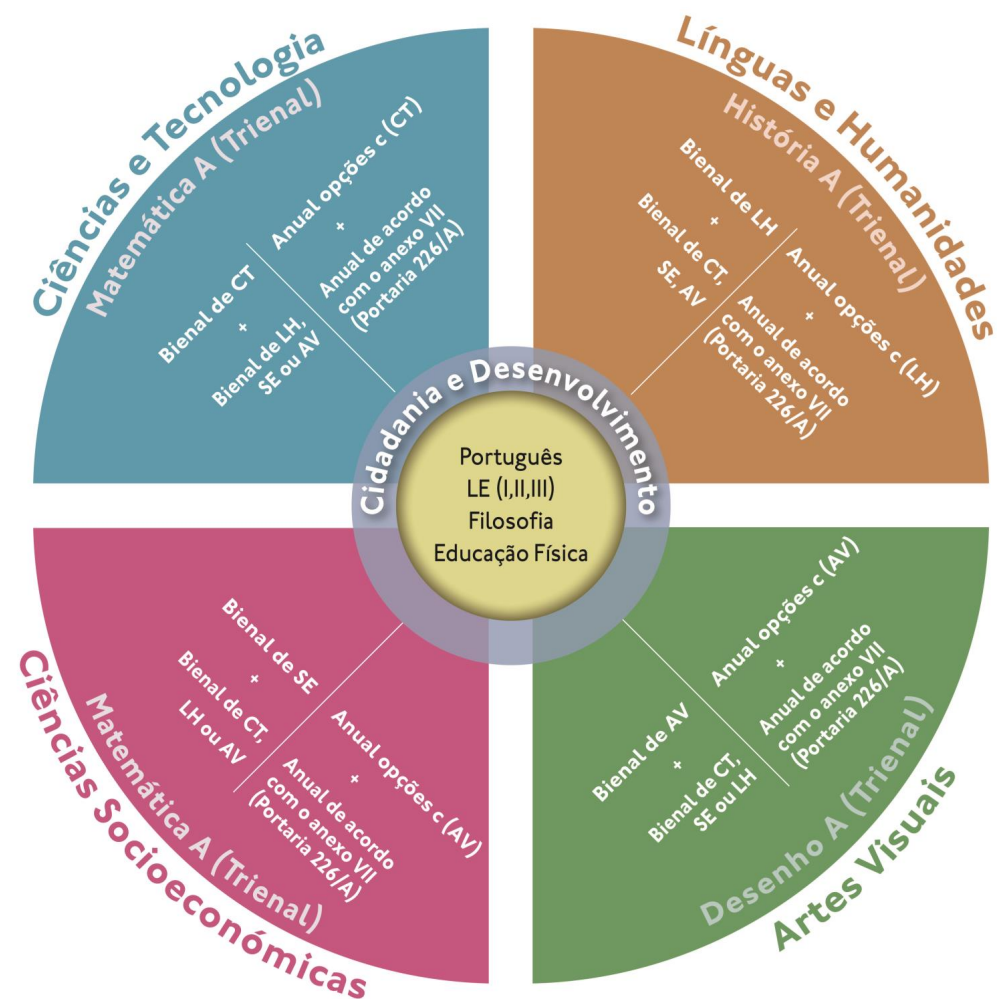 Ciências e Tecnologia
Matemática A (Trienal)
Anual opções c (CT)
+
Anual de acordo
com o anexo VII
(Portaria 226/A)
Bienal de CT
+
Bienal de LH,
SE ou AV
Línguas e Humanidades
História A (Trienal)
Bienal de LH
+
Bienal de CT,
SE, AV
Anual opções c (LH)
+
Anual de acordo
com o anexo VII
(Portaria 226/A)
Cidadania e Desenvolvimento
Português
LE (I,II,III)
Filosofia
Educação Física
Ciências Socioeconómicas
Matemática A (Trienal)
Bienal de SE
+
Bienal de CT,
LH ou AV
Anual opções c (AV)
+
Anual de acordo
com o anexo VII
(Portaria 226/A)
Artes Visuais
Desenho A (Trienal)
Anual opções c (AV)
+
Anual de acordo
com o anexo VII
(Portaria 226/A)
Bienal de AV
+
Bienal de CT,
SE ou LH